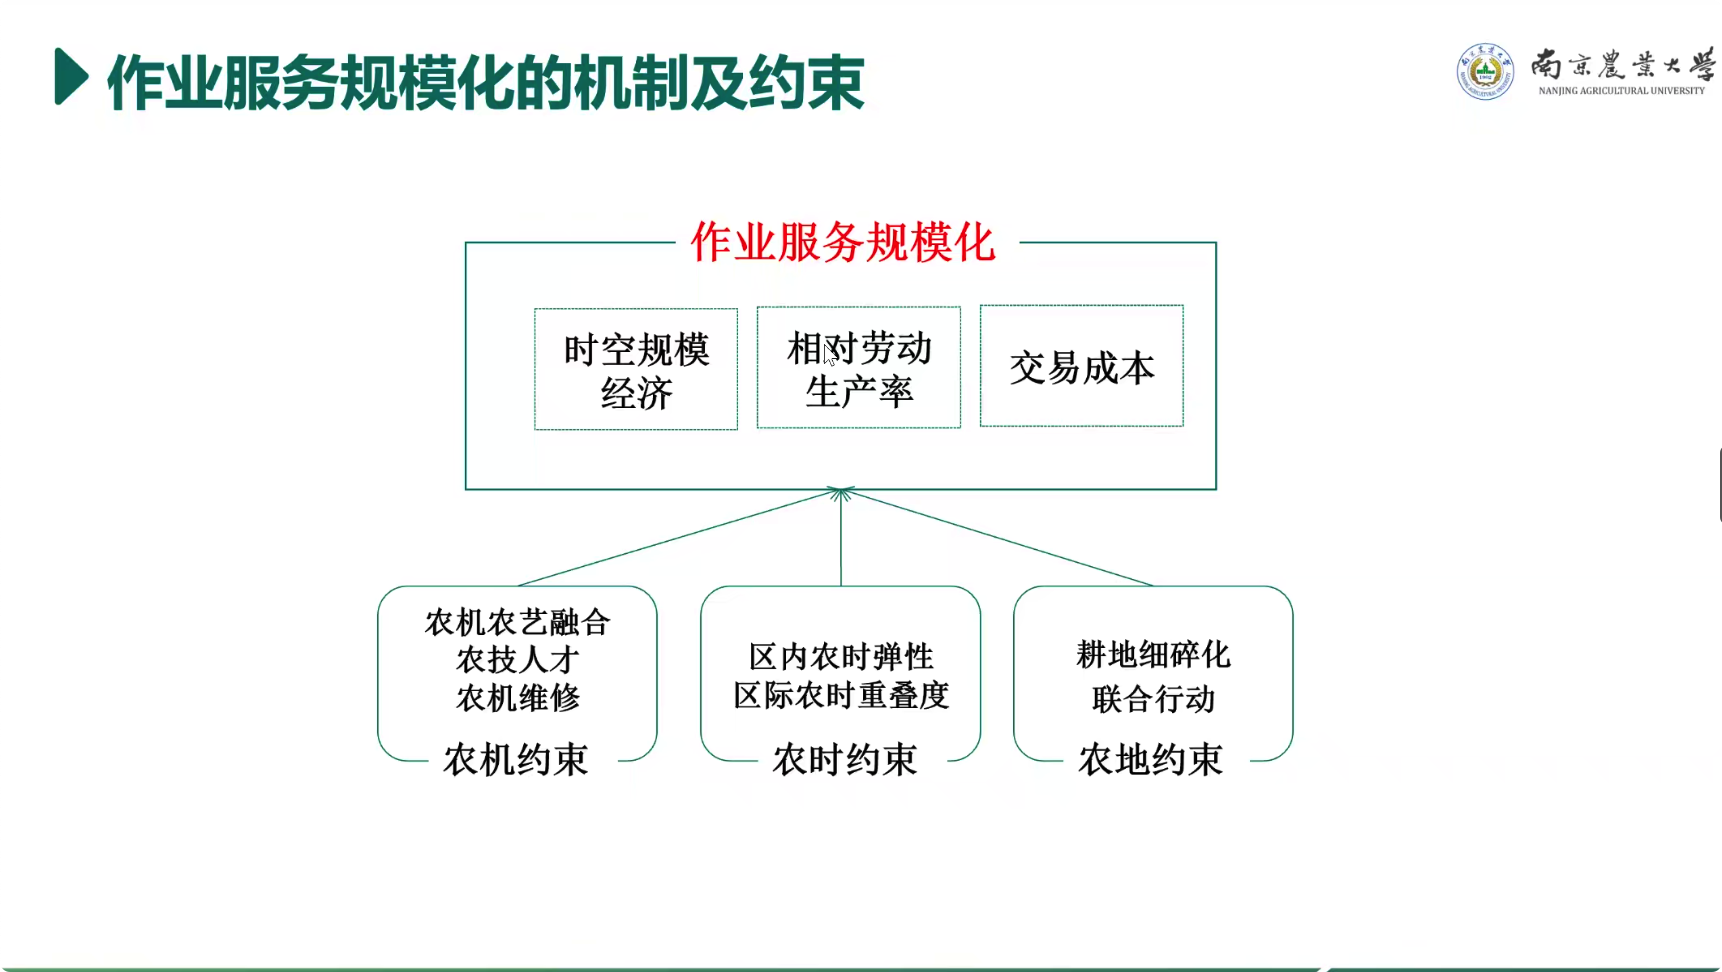 作业服务规模化的机制及约束
南京農業大学
NANJING AGRICULTURAL UNIVERSITY
作业服务规模化
时空规模
经济
相对劳动
生产率
交易成本
农机农艺融合
农技人才
农机维修
农机约束
区内农时弹性
区际农时重叠度
农时约束
耕地细碎化
联合行动
农地约束